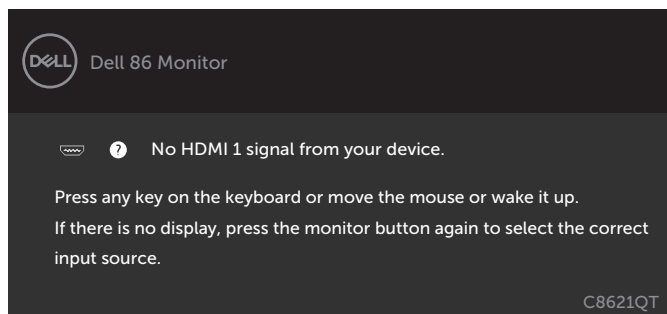 DELL
Dell 86 Monitor
? No HDMI 1 signal from your device.
Press any key on the keyboard or move the mouse or wake it up.
If there is no display, press the monitor button again to select the correct
input source.
C8621QT